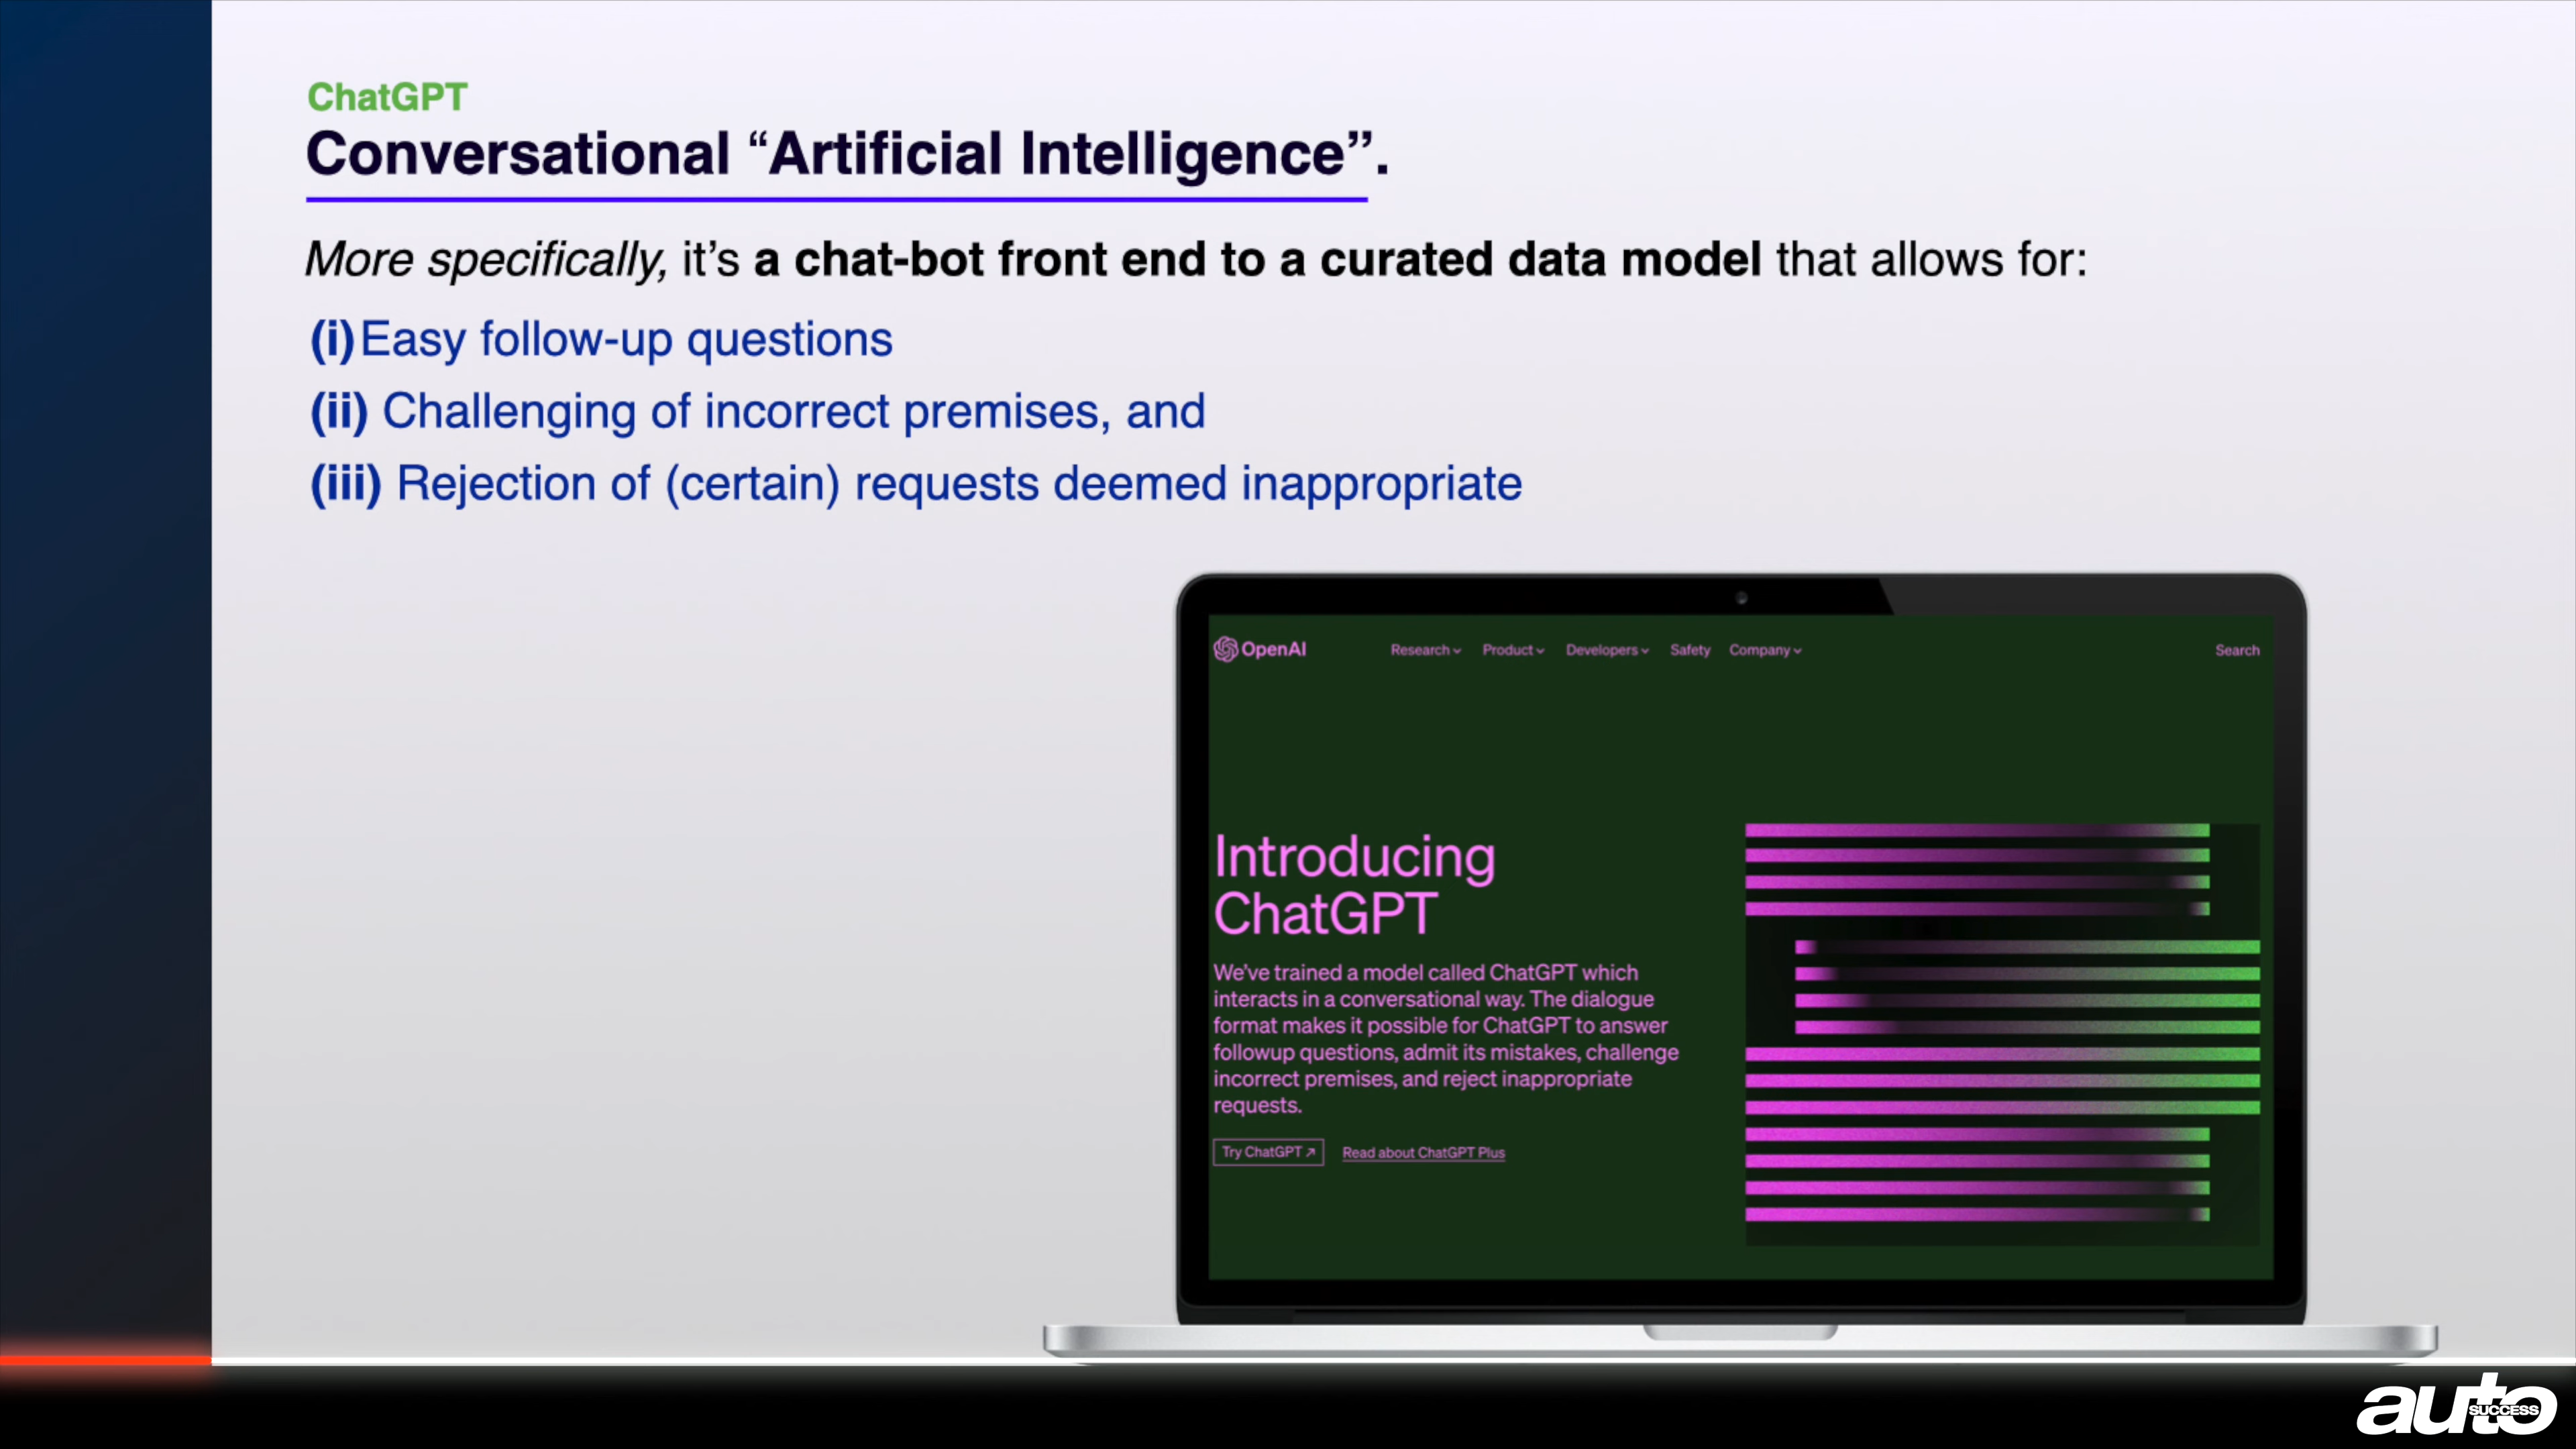 ChatGPT
Conversational “Artificial Intelligence”.
More specifically, it’s a chat-bot front end to a curated data model that allows for:
(i) Easy follow-up questions
(ii) Challenging of incorrect premises, and
(iii) Rejection of (certain) requests deemed inappropriate
OpenAI Research Product Developers Safety Company Search
Introducing
ChatGPT
We’ve trained a model called ChatGPT which
interacts in a conversational way. The dialogue
format makes it possible for ChatGPT to answer
followup questions, admit its mistakes, challenge
incorrect premises, and reject inappropriate
requests.
Try ChatGPT ↗ Read about ChatGPT Plus
auto
SUCCESS